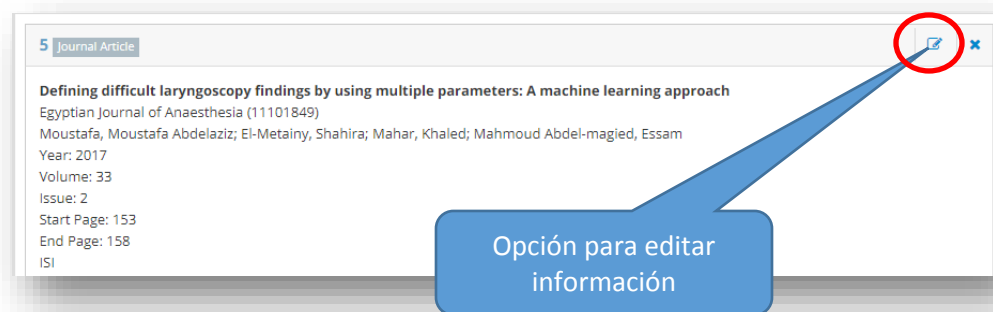 5 Journal Article
Defining difficult laryngoscopy findings by using multiple parameters: A machine learning approach
Egyptian Journal of Anaesthesia (11101849)
Moustafa, Moustafa Abdelaziz; El-Metainy, Shahira; Mahar, Khaled; Mahmoud Abdel-magied, Essam
Year: 2017
Volume: 33
Issue: 2
Start Page: 153
End Page: 158
ISI
Opción para editar
información